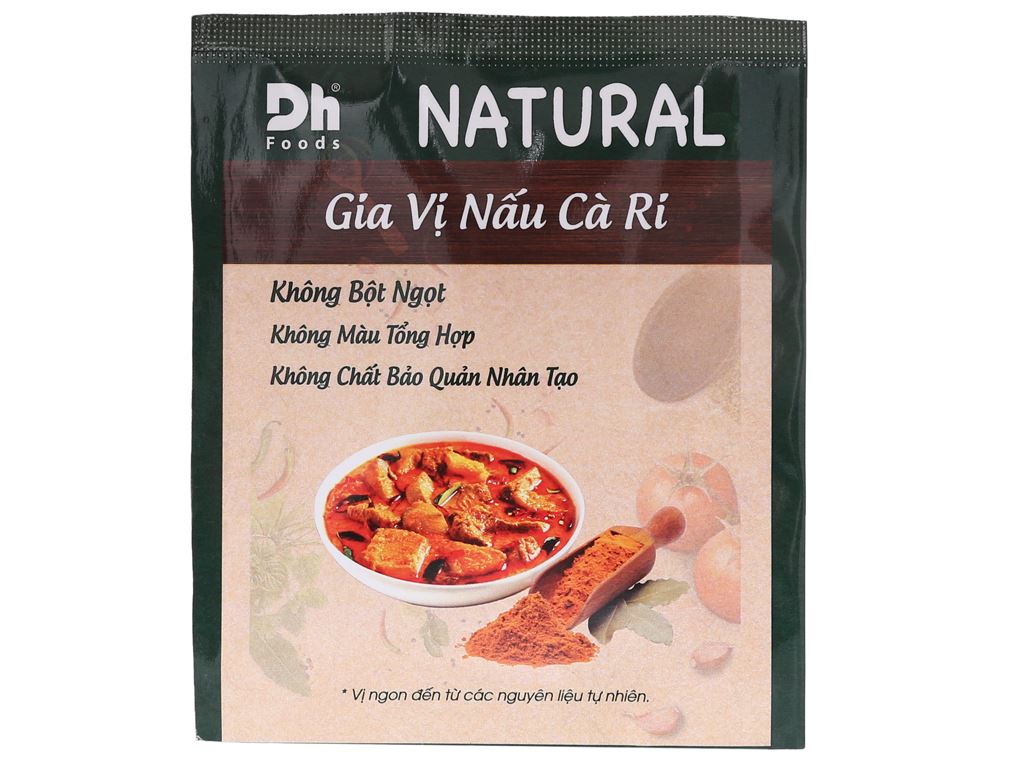 Dh® NATURAL
Foods
Gia Vị Nấu Cà Ri
Không Bột Ngọt
Không Màu Tổng Hợp
Không Chất Bảo Quản Nhân Tạo
* Vị ngon đến từ các nguyên liệu tự nhiên.